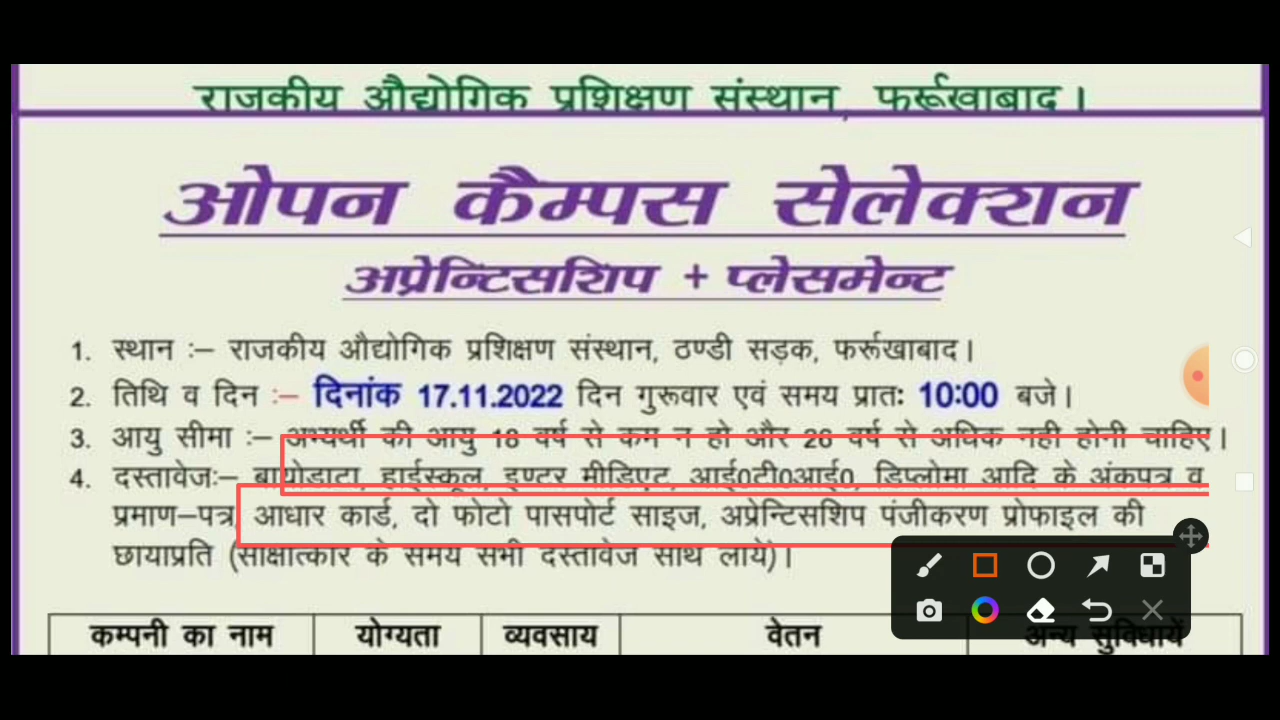 राजकीय औद्योगिक प्रशिक्षण संस्थान, फर्रूखाबाद।
ओपन कैम्पस सेलेक्शन
अप्रेन्टिसशिप + प्लेसमेन्ट
1. स्थान :– राजकीय औद्योगिक प्रशिक्षण संस्थान, ठण्डी सड़क, फर्रूखाबाद।
2. तिथि व दिन :– दिनांक 17.11.2022 दिन गुरूवार एवं समय प्रातः 10:00 बजे।
3. आयु सीमा :– अभ्यर्थी की आयु 18 वर्ष से कम न हो और 26 वर्ष से अधिक नही होनी चाहिए।
4. दस्तावेजः– बायोडाटा, हाईस्कूल, इण्टर मीडिएट, आई0टी0आई0, डिप्लोमा आदि के अंकपत्र व
प्रमाण–पत्र, आधार कार्ड, दो फोटो पासपोर्ट साइज, अप्रेन्टिसशिप पंजीकरण प्रोफाइल की
छायाप्रति (साक्षात्कार के समय सभी दस्तावेज साथ लाये)।
कम्पनी का नाम योग्यता व्यवसाय वेतन अन्य सुविधायें